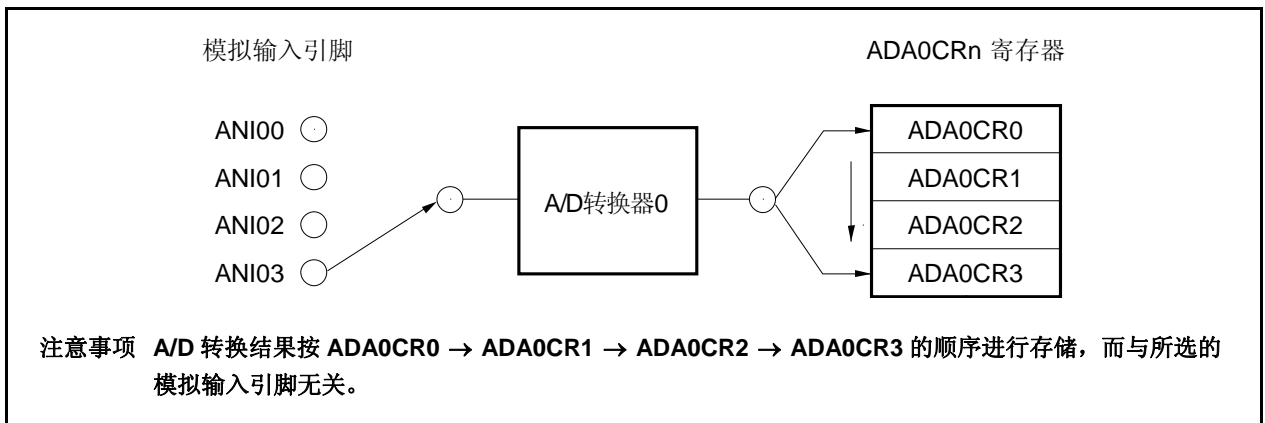 模拟输入引脚
ADA0CRn 寄存器
ANI00
ANI01
ANI02
ANI03
A/D转换器0
ADA0CR0
ADA0CR1
ADA0CR2
ADA0CR3
注意事项 A/D 转换结果按 ADA0CR0 → ADA0CR1 → ADA0CR2 → ADA0CR3 的顺序进行存储，而与所选的
模拟输入引脚无关。